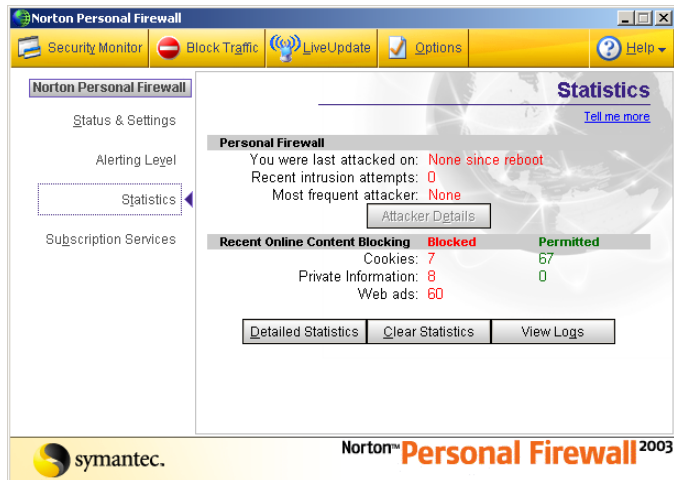 Norton Personal Firewall
Security Monitor Block Traffic LiveUpdate Options Help
Norton Personal Firewall
Status & Settings
Alerting Level
Statistics
Subscription Services
Statistics
Tell me more
Personal Firewall
You were last attacked on: None since reboot
Recent intrusion attempts: 0
Most frequent attacker: None
Attacker Details
Recent Online Content Blocking Blocked Permitted
Cookies: 7 67
Private Information: 8 0
Web ads: 60
Detailed Statistics Clear Statistics View Logs
symantec.
Norton™ Personal Firewall 2003